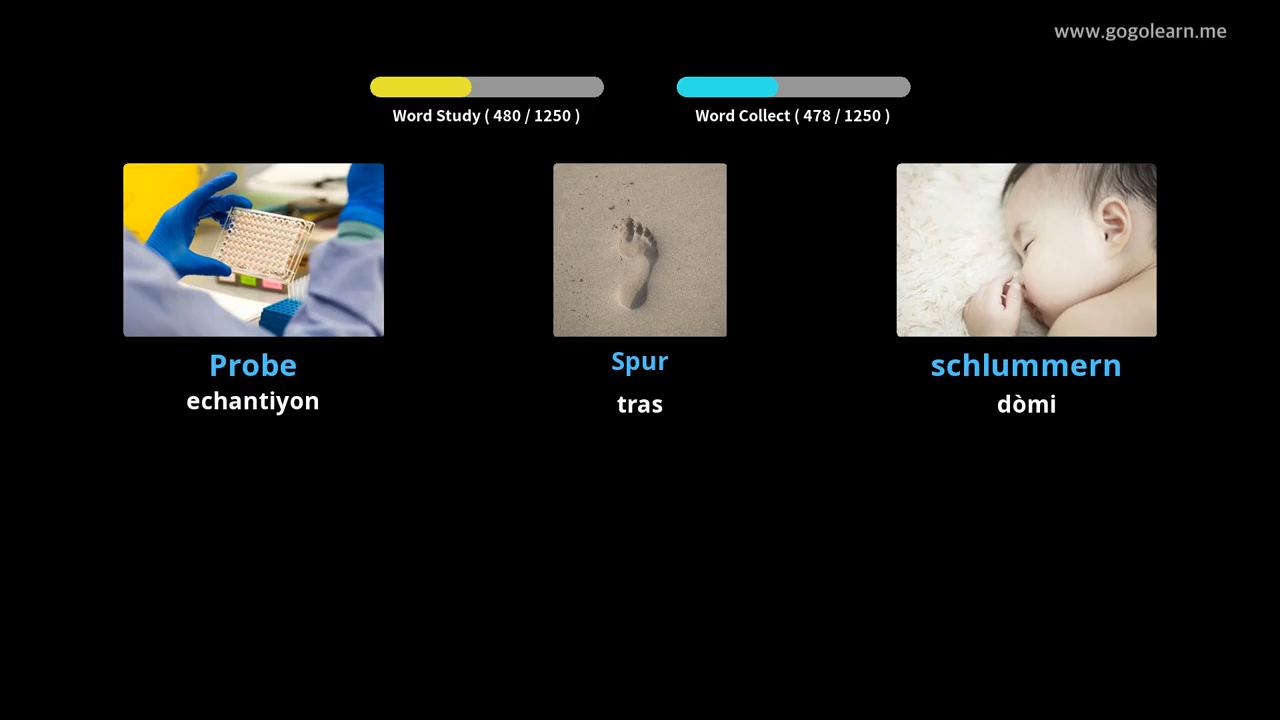 www.gogolearn.me
Word Study ( 480 / 1250 )
Word Collect ( 478 / 1250 )
Probe
echantiyon
Spur
tras
schlummern
dòmi